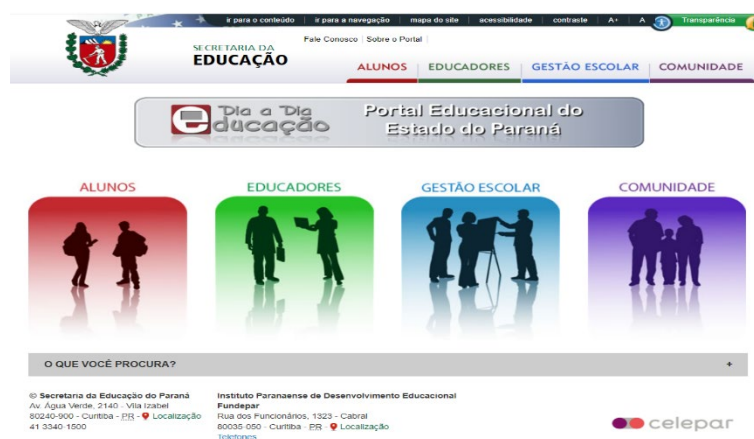 ir para o conteúdo | ir para a navegação | mapa do site | acessibilidade | contraste | A+ | A
Transparência
Fale Conosco | Sobre o Portal |
SECRETARIA DA
EDUCAÇÃO
ALUNOS | EDUCADORES | GESTÃO ESCOLAR | COMUNIDADE
Dia a Dia
educação
Portal Educacional do
Estado do Paraná
ALUNOS
EDUCADORES
GESTÃO ESCOLAR
COMUNIDADE
O QUE VOCÊ PROCURA? +
© Secretaria da Educação do Paraná
Av. Água Verde, 2140 - Vila Izabel
80240-900 - Curitiba - PR - Localização
41 3340-1500
Instituto Paranaense de Desenvolvimento Educacional
Fundepar
Rua dos Funcionários, 1323 - Cabral
80035-050 - Curitiba - PR - Localização
Telefones
celepar